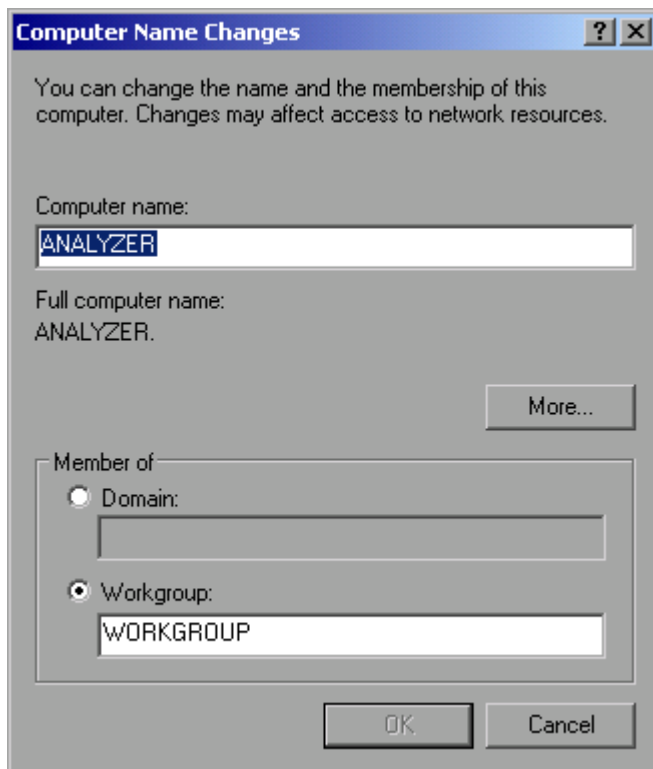 Computer Name Changes
You can change the name and the membership of this
computer. Changes may affect access to network resources.
Computer name:
ANALYZER
Full computer name:
ANALYZER.
More...
Member of
Domain:
Workgroup:
WORKGROUP
OK Cancel